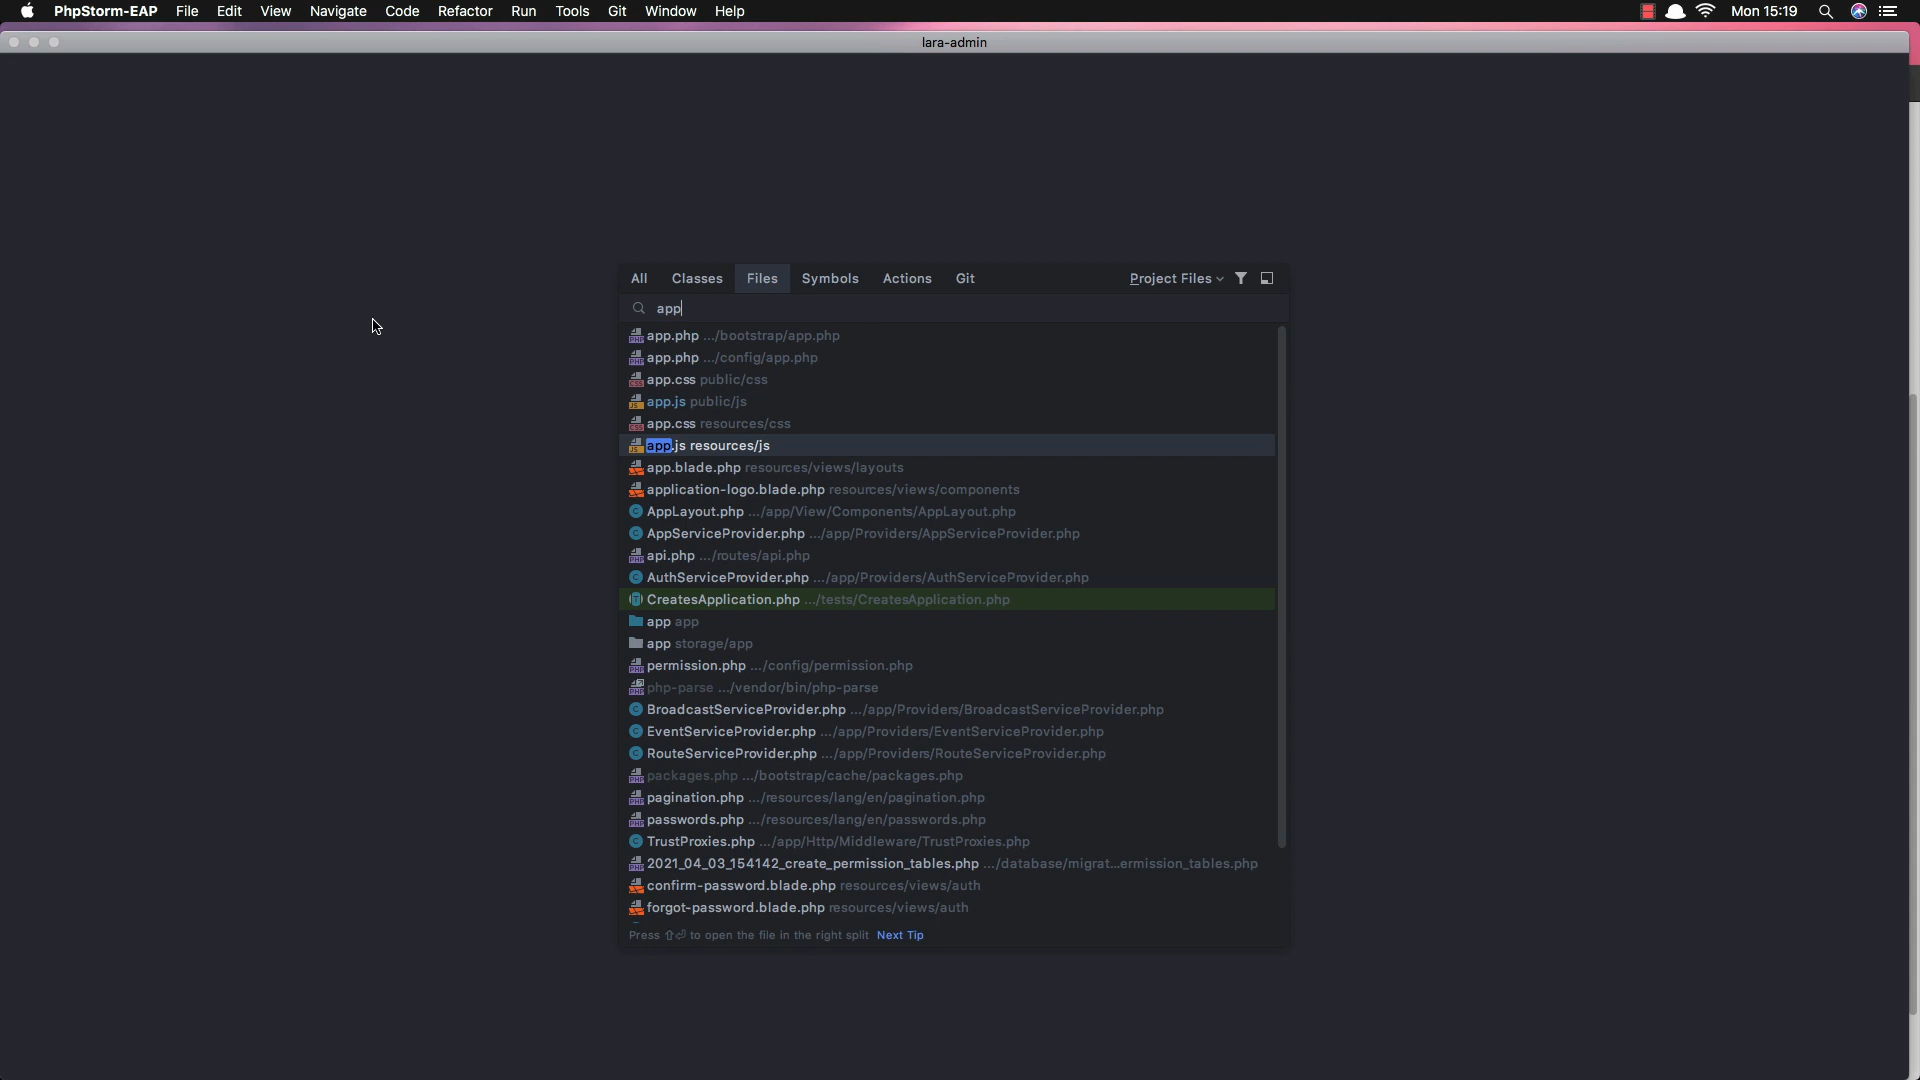 PhpStorm-EAP File Edit View Navigate Code Refactor Run Tools Git Window Help Mon 15:19
lara-admin
All Classes Files Symbols Actions Git Project Files
app
app.php .../bootstrap/app.php
app.php .../config/app.php
app.css public/css
app.js public/js
app.css resources/css
app.js resources/js
app.blade.php resources/views/layouts
application-logo.blade.php resources/views/components
AppLayout.php .../app/View/Components/AppLayout.php
AppServiceProvider.php .../app/Providers/AppServiceProvider.php
api.php .../routes/api.php
AuthServiceProvider.php .../app/Providers/AuthServiceProvider.php
CreatesApplication.php .../tests/CreatesApplication.php
app app
app storage/app
permission.php .../config/permission.php
php-parse .../vendor/bin/php-parse
BroadcastServiceProvider.php .../app/Providers/BroadcastServiceProvider.php
EventServiceProvider.php .../app/Providers/EventServiceProvider.php
RouteServiceProvider.php .../app/Providers/RouteServiceProvider.php
packages.php .../bootstrap/cache/packages.php
pagination.php .../resources/lang/en/pagination.php
passwords.php .../resources/lang/en/passwords.php
TrustProxies.php .../app/Http/Middleware/TrustProxies.php
2021_04_03_154142_create_permission_tables.php .../database/migrat...ermission_tables.php
confirm-password.blade.php resources/views/auth
forgot-password.blade.php resources/views/auth
Press ⇧⏎ to open the file in the right split Next Tip